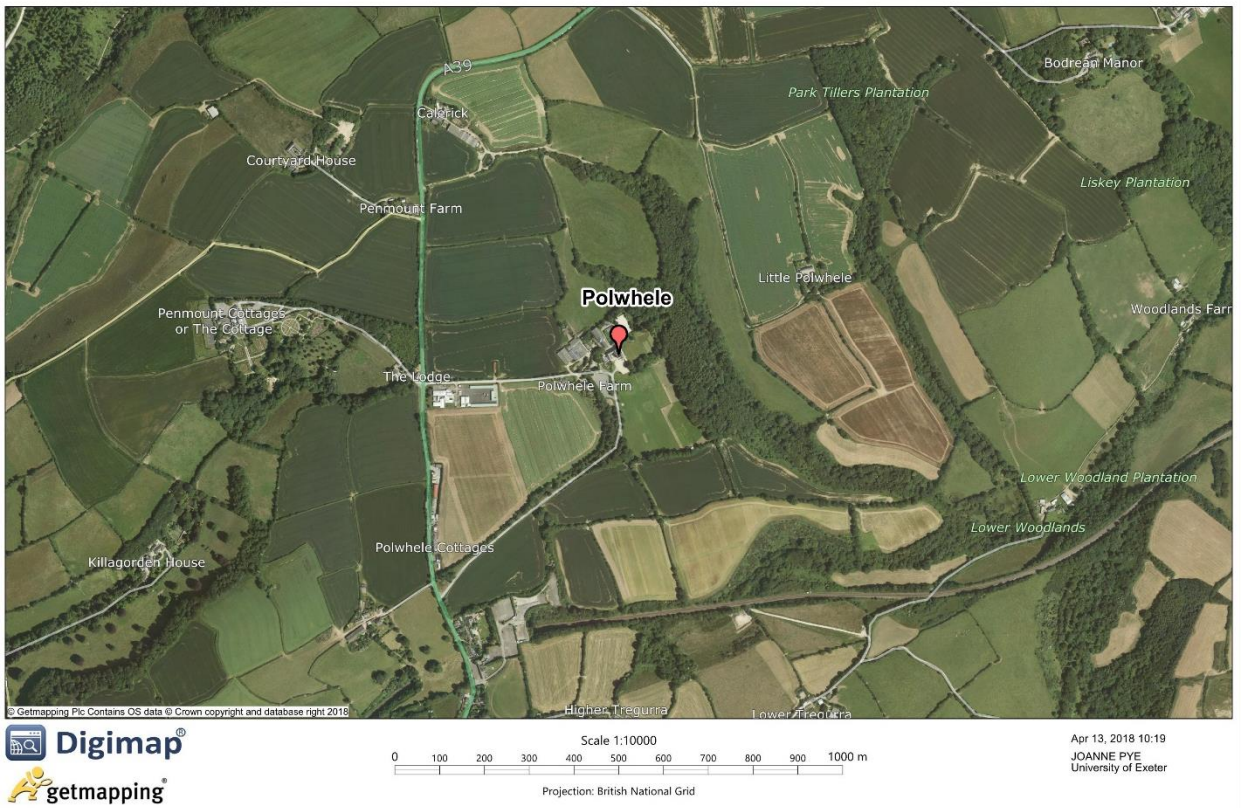 A39
Bodrean Manor
Park Tillers Plantation
Calerick
Courtyard House
Liskey Plantation
Penmount Farm
Little Polwhele
Polwhele
Woodlands Farr
Penmount Cottages
or The Cottage
The Lodge
Polwhele Farm
Lower Woodland Plantation
Lower Woodlands
Polwhele Cottages
Killagorden House
Higher Tregurra
Lower Tregurra
© Getmapping Plc Contains OS data © Crown copyright and database right 2018
Digimap®
getmapping
Scale 1:10000
0 100 200 300 400 500 600 700 800 900 1000 m
Projection: British National Grid
Apr 13, 2018 10:19
JOANNE PYE
University of Exeter